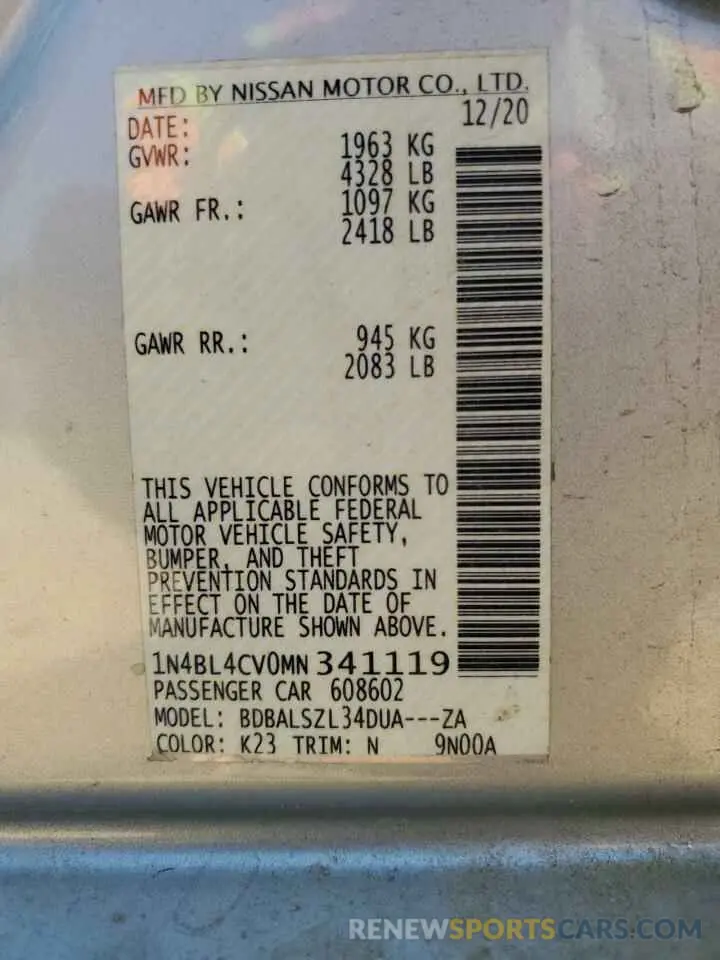 MFD BY NISSAN MOTOR CO., LTD.
DATE: 12/20
GVWR: 1963 KG
4328 LB
GAWR FR.: 1097 KG
2418 LB
GAWR RR.: 945 KG
2083 LB
THIS VEHICLE CONFORMS TO
ALL APPLICABLE FEDERAL
MOTOR VEHICLE SAFETY,
BUMPER, AND THEFT
PREVENTION STANDARDS IN
EFFECT ON THE DATE OF
MANUFACTURE SHOWN ABOVE.
1N4BL4CV0MN 341119
PASSENGER CAR 608602
MODEL: BDBALSZL34DUA---ZA
COLOR: K23 TRIM: N 9N00A
RENEWSPORTSCARS.COM